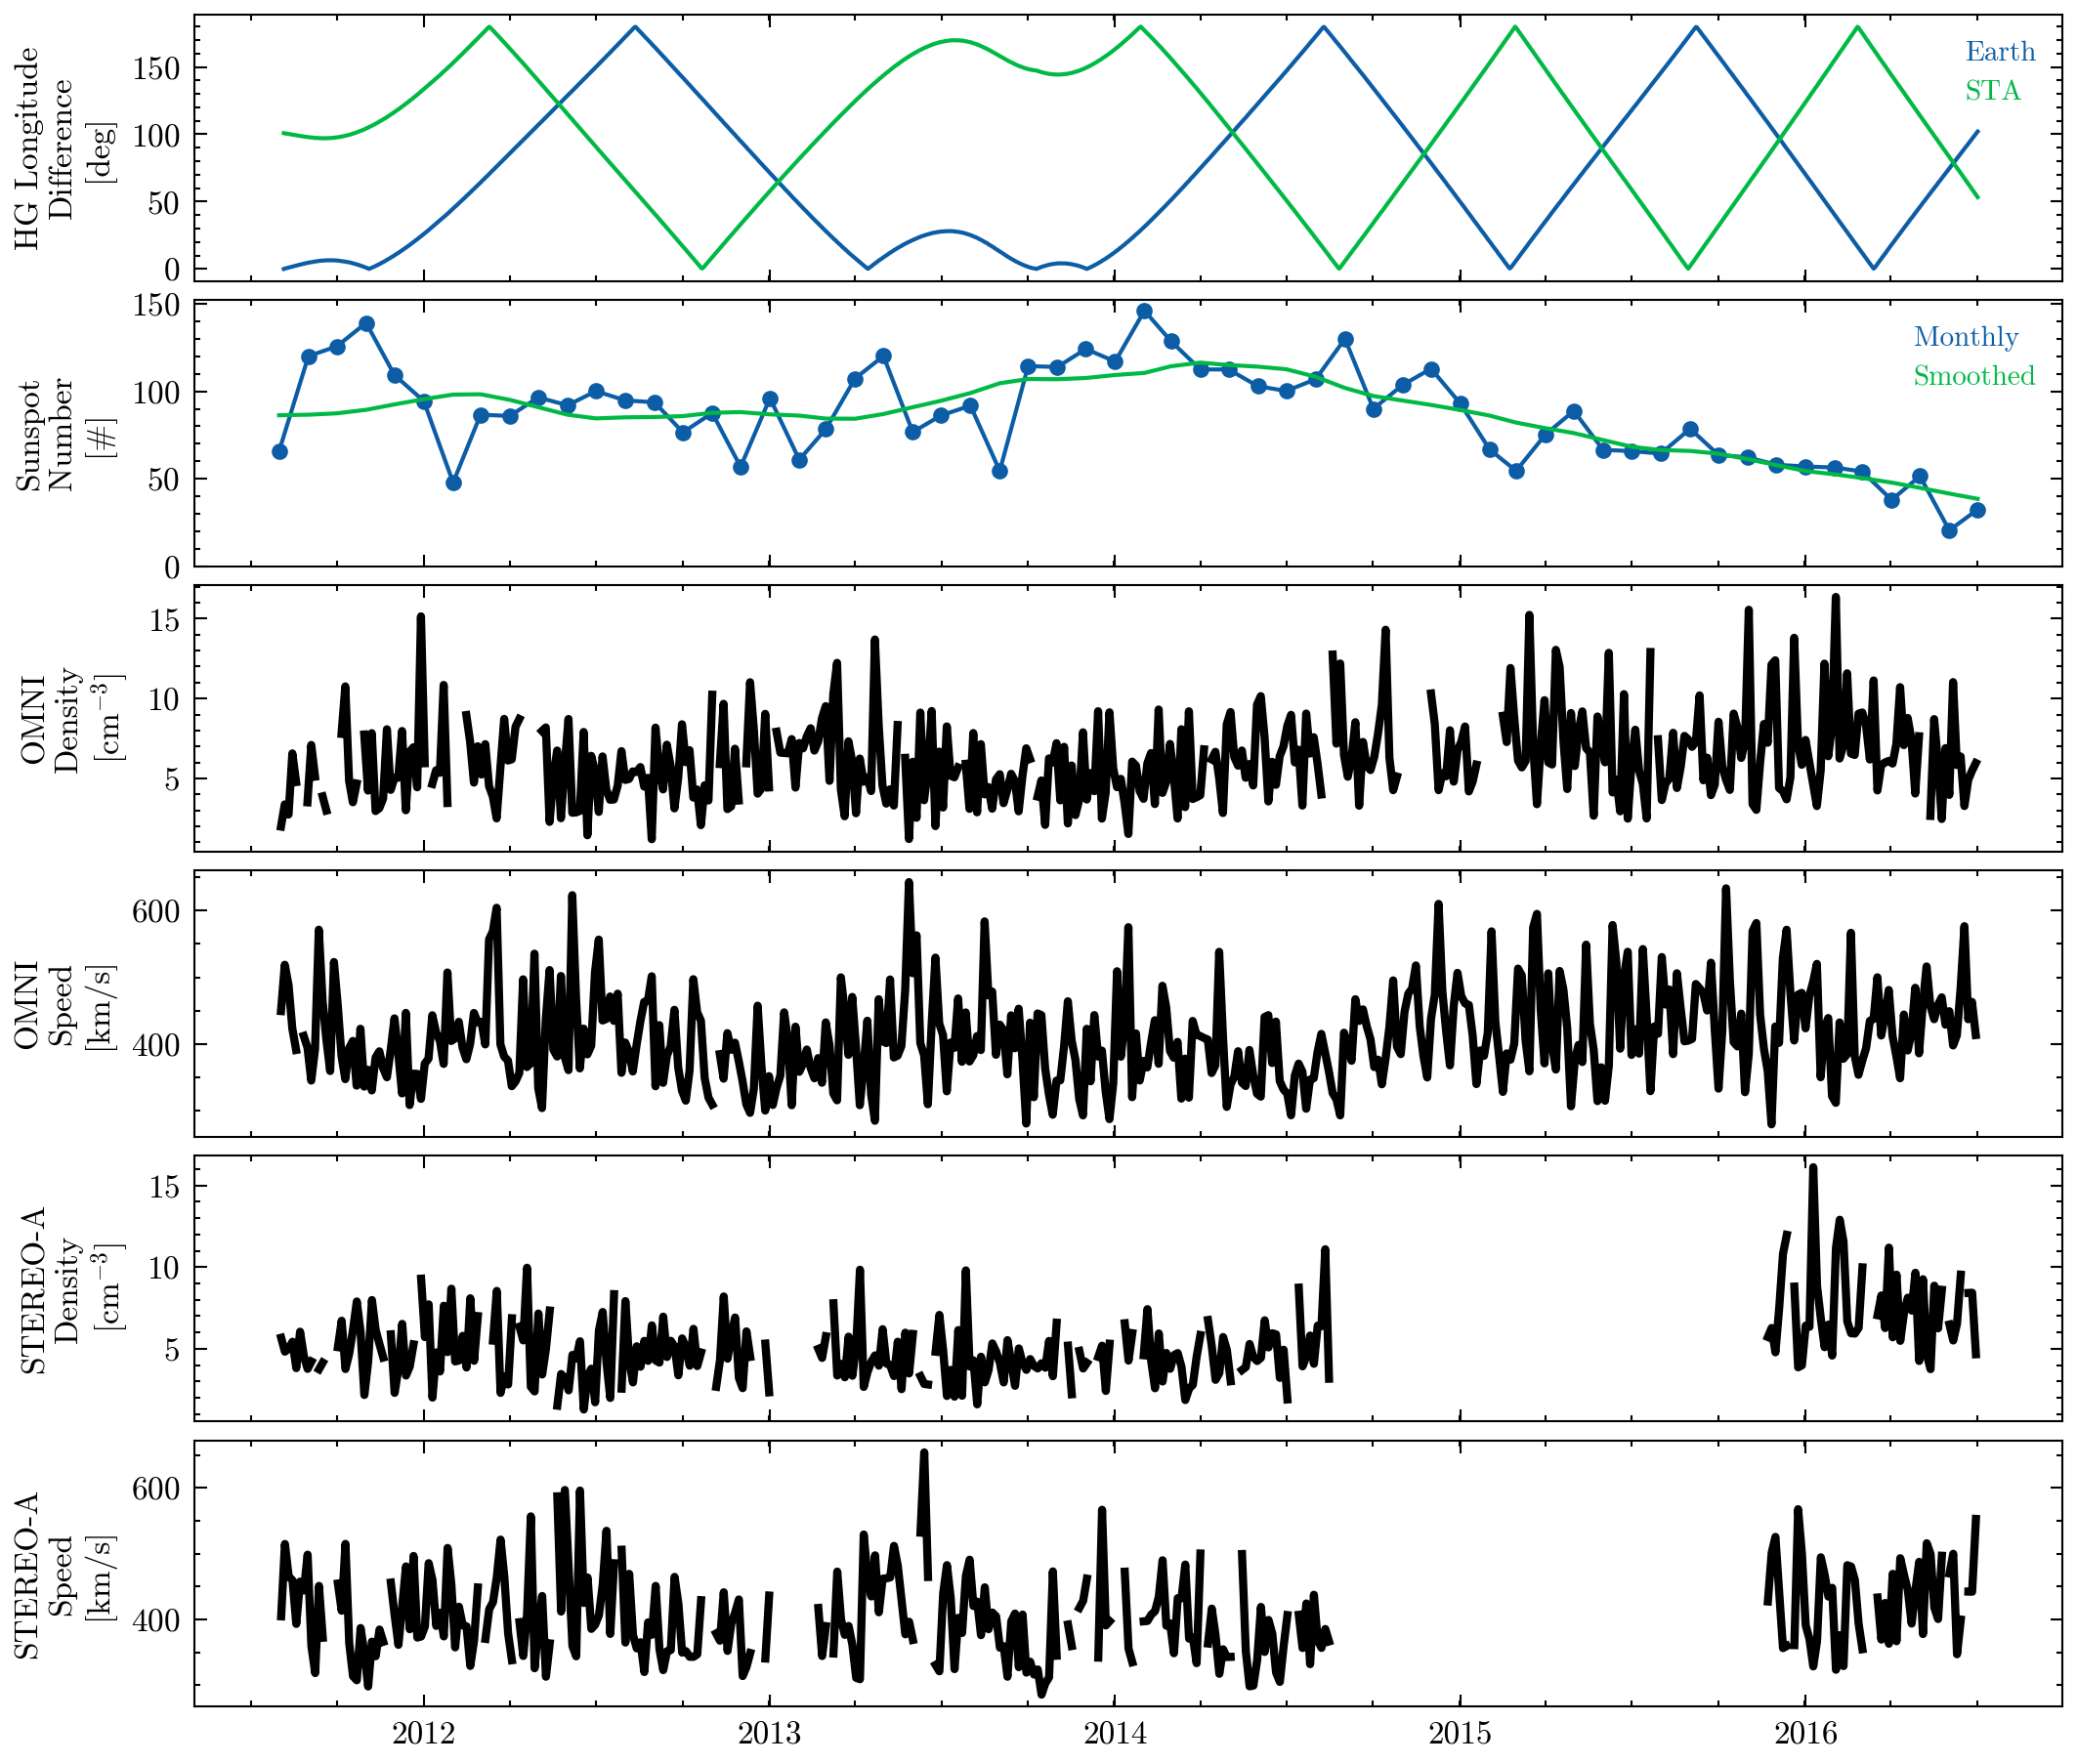 HG Longitude
Difference
[deg]
150
100
50
0
Earth
STA
Sunspot
Number
[#]
150
100
50
0
Monthly
Smoothed
OMNI
Density
[cm⁻³]
15
10
5
OMNI
Speed
[km/s]
600
400
STEREO-A
Density
[cm⁻³]
15
10
5
STEREO-A
Speed
[km/s]
600
400
2012
2013
2014
2015
2016